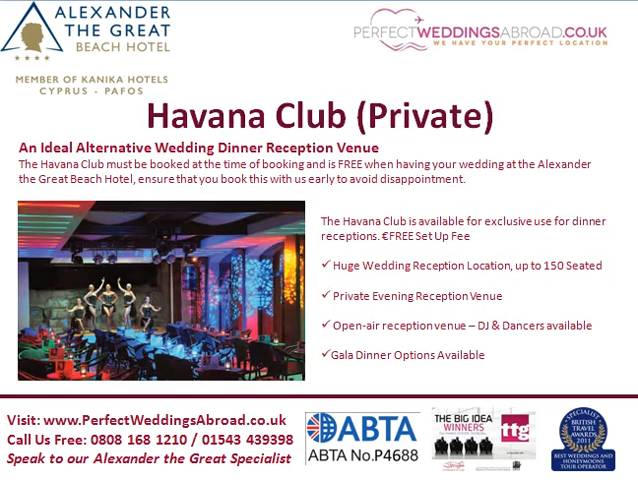 ALEXANDER
THE GREAT
BEACH HOTEL
MEMBER OF KANIKA HOTELS
CYPRUS - PAFOS
PERFECTWEDDINGSABROAD.CO.UK
WE HAVE YOUR PERFECT LOCATION
Havana Club (Private)
An Ideal Alternative Wedding Dinner Reception Venue
The Havana Club must be booked at the time of booking and is FREE when having your wedding at the Alexander
the Great Beach Hotel, ensure that you book this with us early to avoid disappointment.
The Havana Club is available for exclusive use for dinner
receptions. €FREE Set Up Fee
✓ Huge Wedding Reception Location, up to 150 Seated
✓ Private Evening Reception Venue
✓ Open-air reception venue – DJ & Dancers available
✓Gala Dinner Options Available
Visit: www.PerfectWeddingsAbroad.co.uk
Call Us Free: 0808 168 1210 / 01543 439398
Speak to our Alexander the Great Specialist
ABTA
ABTA No.P4688
THE BIG IDEA
WINNERS
ttg
SPECIALIST
BRITISH
TRAVEL
AWARDS
2011
BEST WEDDINGS AND
HONEYMOONS
TOUR OPERATOR